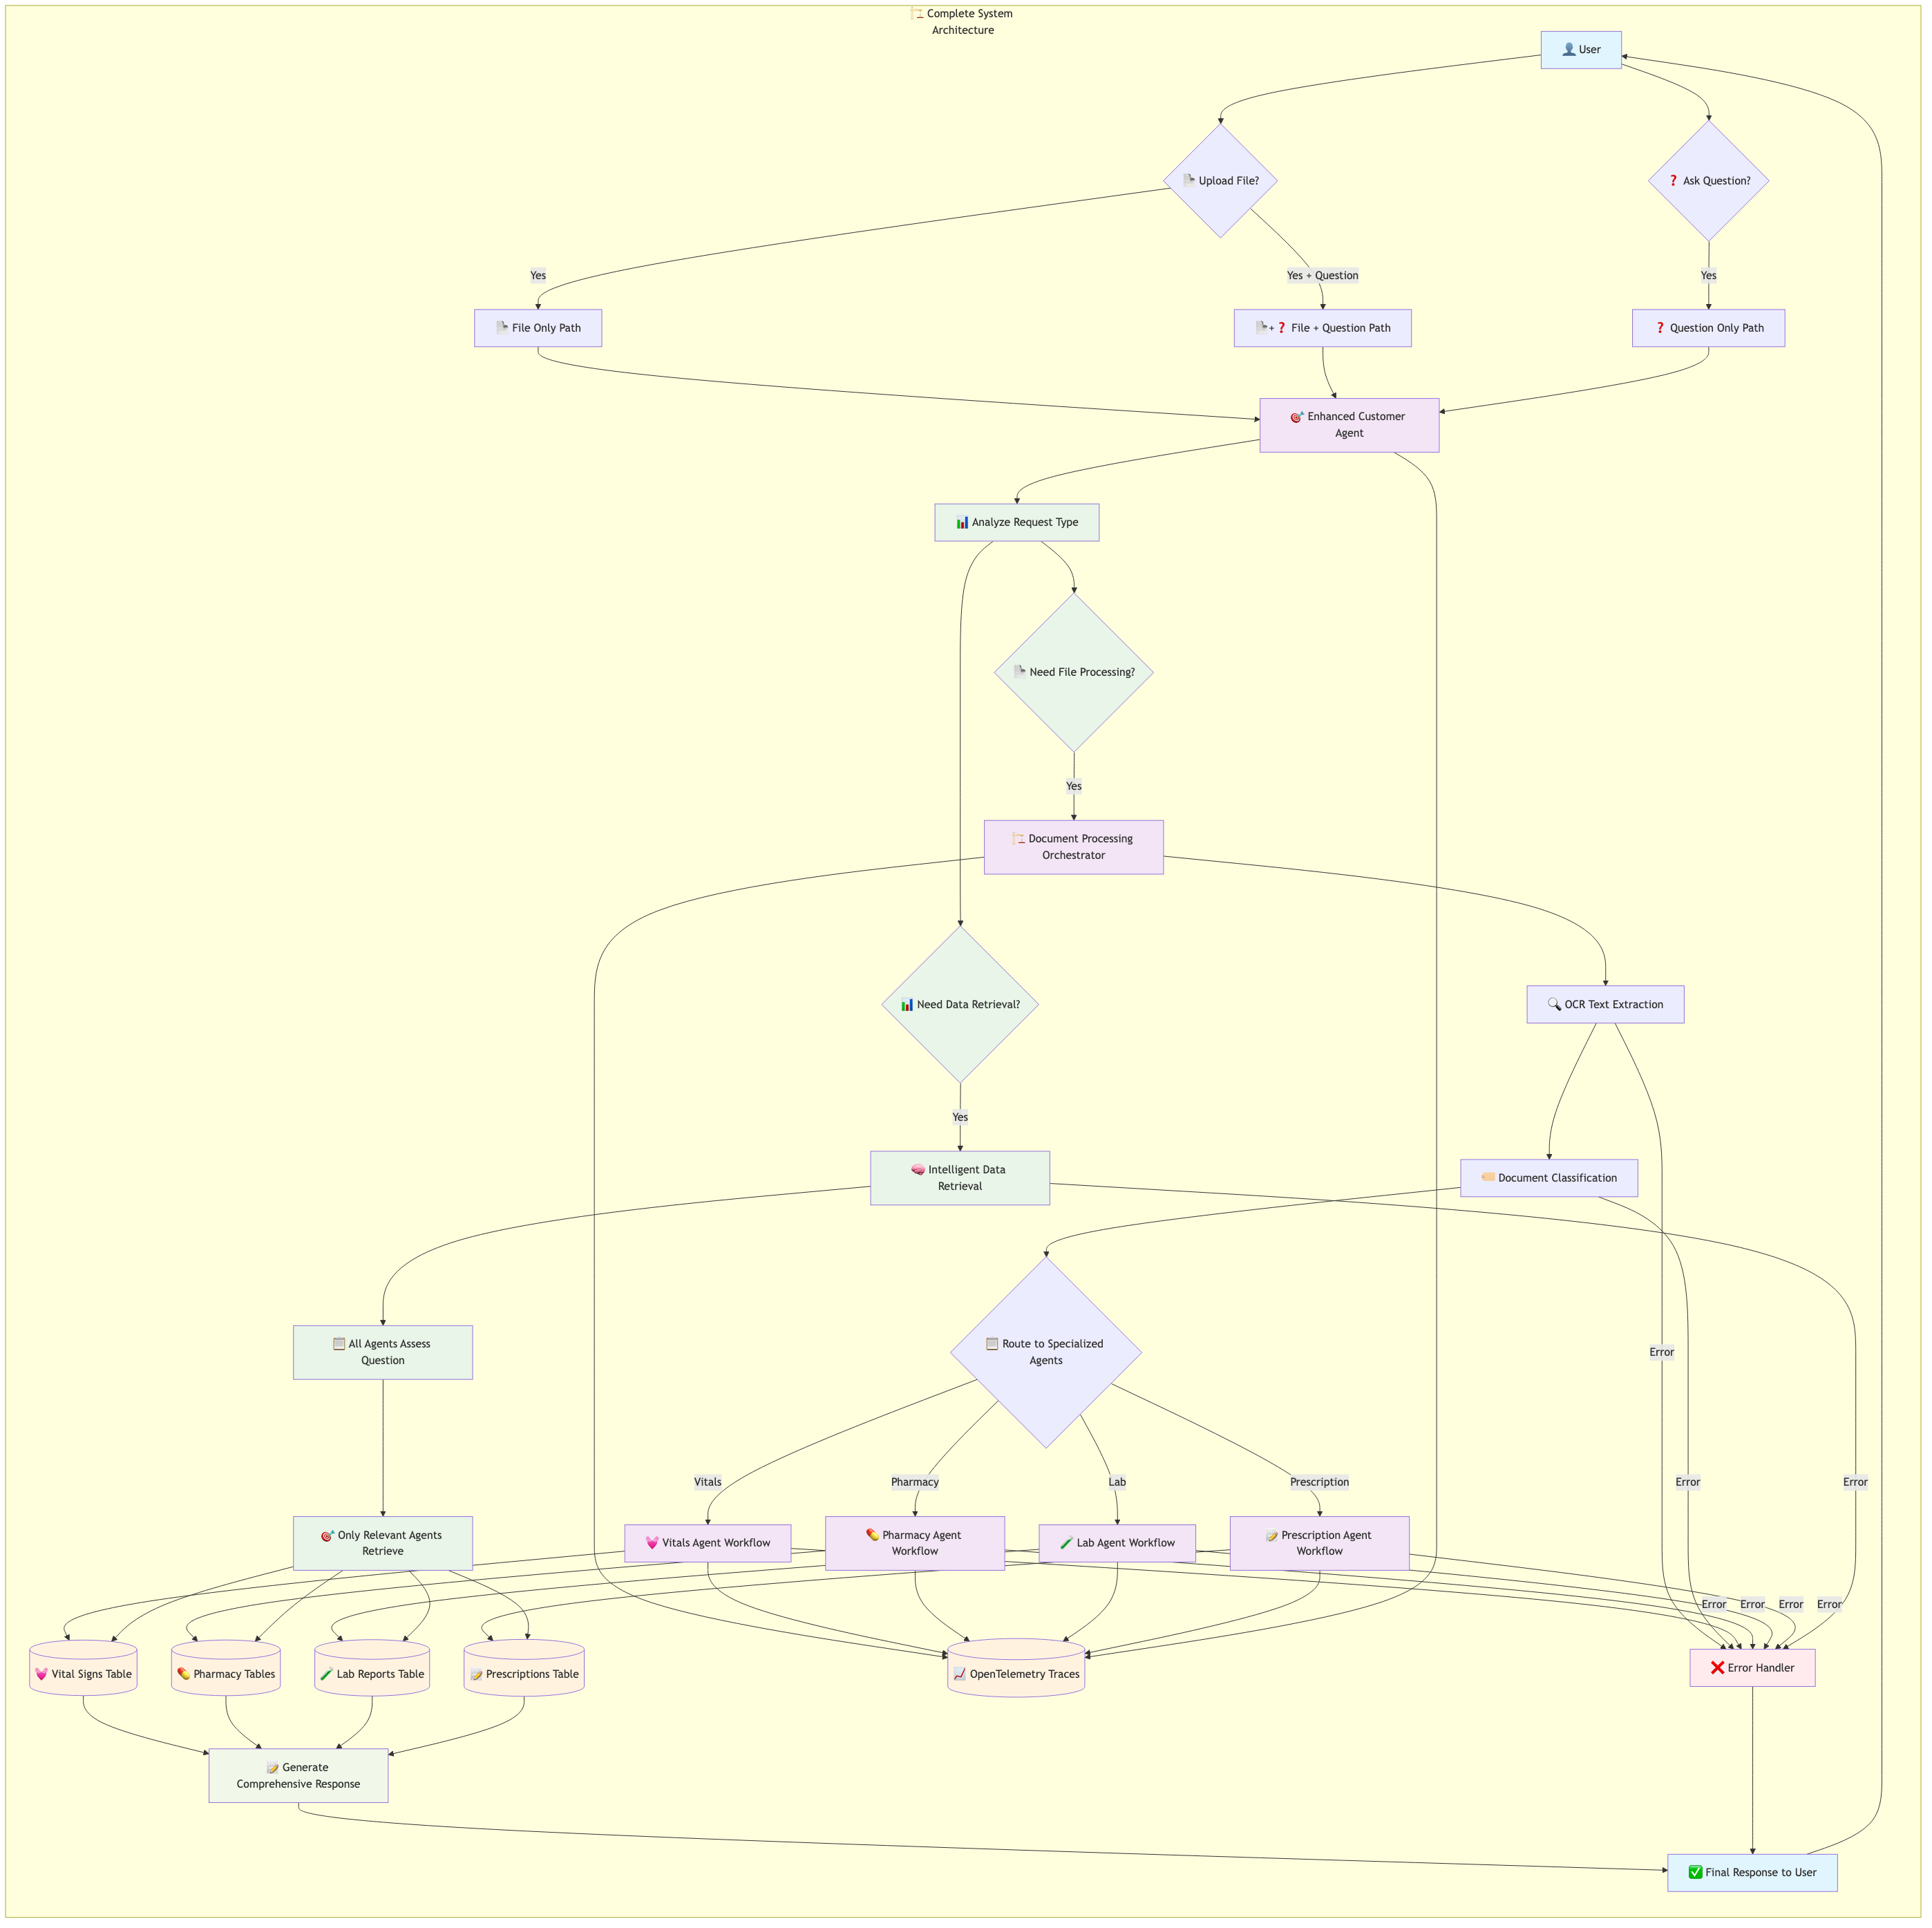 🏗️ Complete System
Architecture
👤 User
📄 Upload File?
❓ Ask Question?
Yes
Yes + Question
Yes
📄 File Only Path
📄+❓ File + Question Path
❓ Question Only Path
🎯 Enhanced Customer
Agent
📊 Analyze Request Type
📄 Need File Processing?
Yes
🏗️ Document Processing
Orchestrator
📊 Need Data Retrieval?
🔍 OCR Text Extraction
Yes
🧠 Intelligent Data
Retrieval
🏷️ Document Classification
📋 All Agents Assess
Question
📋 Route to Specialized
Agents
Error
Vitals
Pharmacy
Lab
Prescription
Error
Error
🎯 Only Relevant Agents
Retrieve
💓 Vitals Agent Workflow
💊 Pharmacy Agent
Workflow
🧪 Lab Agent Workflow
📝 Prescription Agent
Workflow
Error
Error
Error
Error
💓 Vital Signs Table
💊 Pharmacy Tables
🧪 Lab Reports Table
📝 Prescriptions Table
📈 OpenTelemetry Traces
❌ Error Handler
📝 Generate
Comprehensive Response
✅ Final Response to User